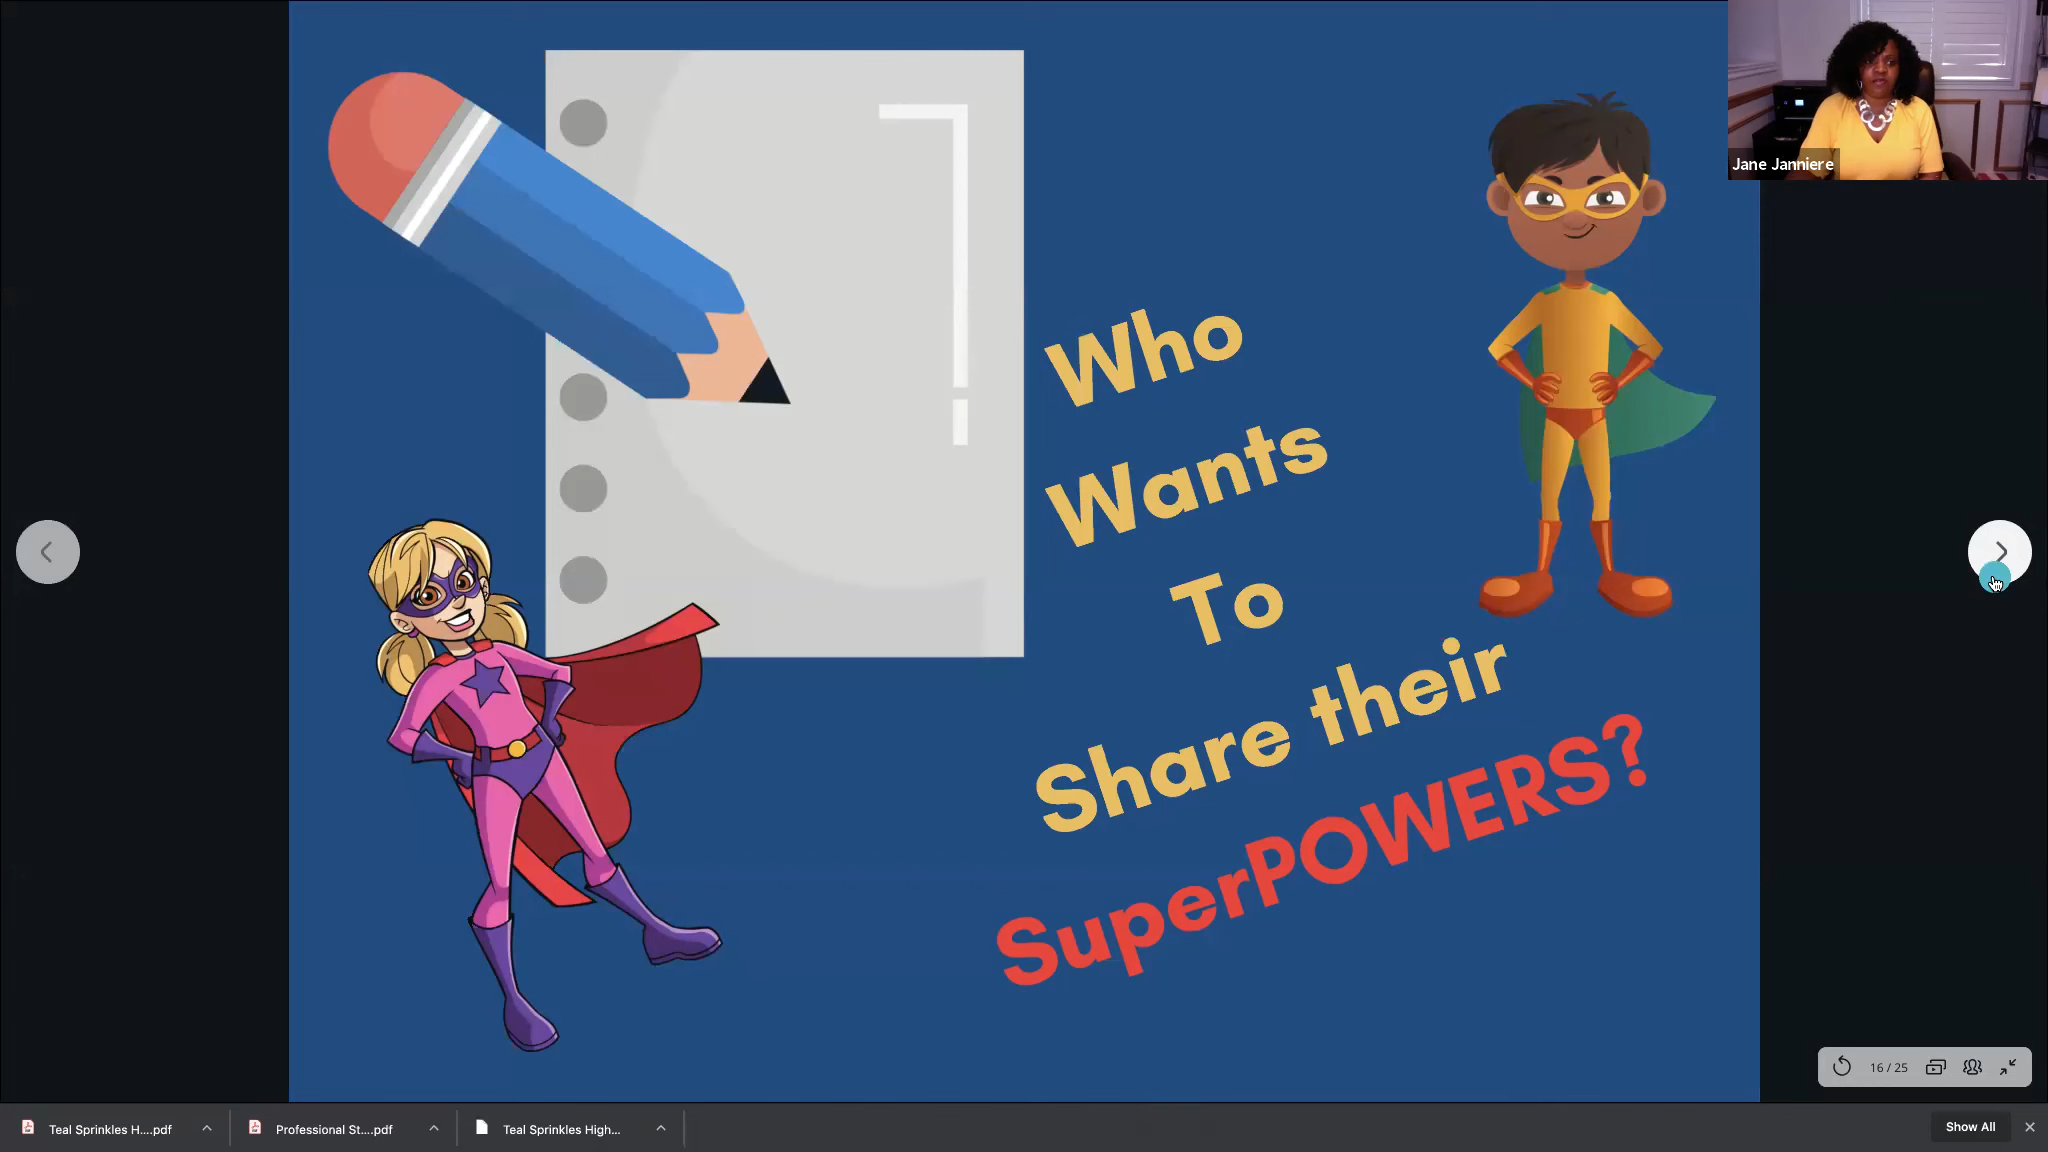 Jane Janniere
Who
Wants
To
Share their
SuperPOWERS?
16 / 25
Teal Sprinkles H....pdf
Professional St....pdf
Teal Sprinkles High...
Show All